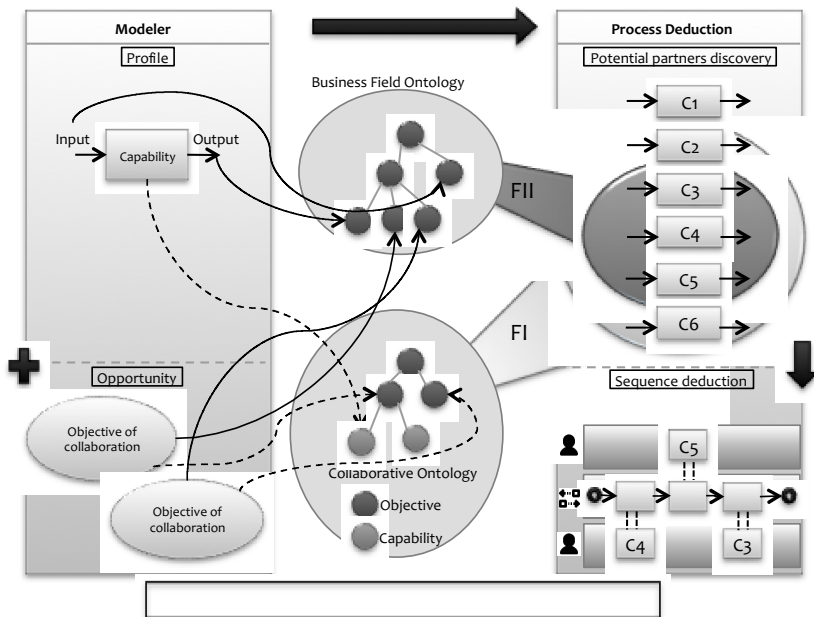 Modeler
Profile
Input
Output
Capability
Opportunity
Objective of
collaboration
Objective of
collaboration
Business Field Ontology
FII
FI
Collaborative Ontology
Objective
Capability
Process Deduction
Potential partners discovery
C1
C2
C3
C4
C5
C6
Sequence deduction
C5
C4
C3